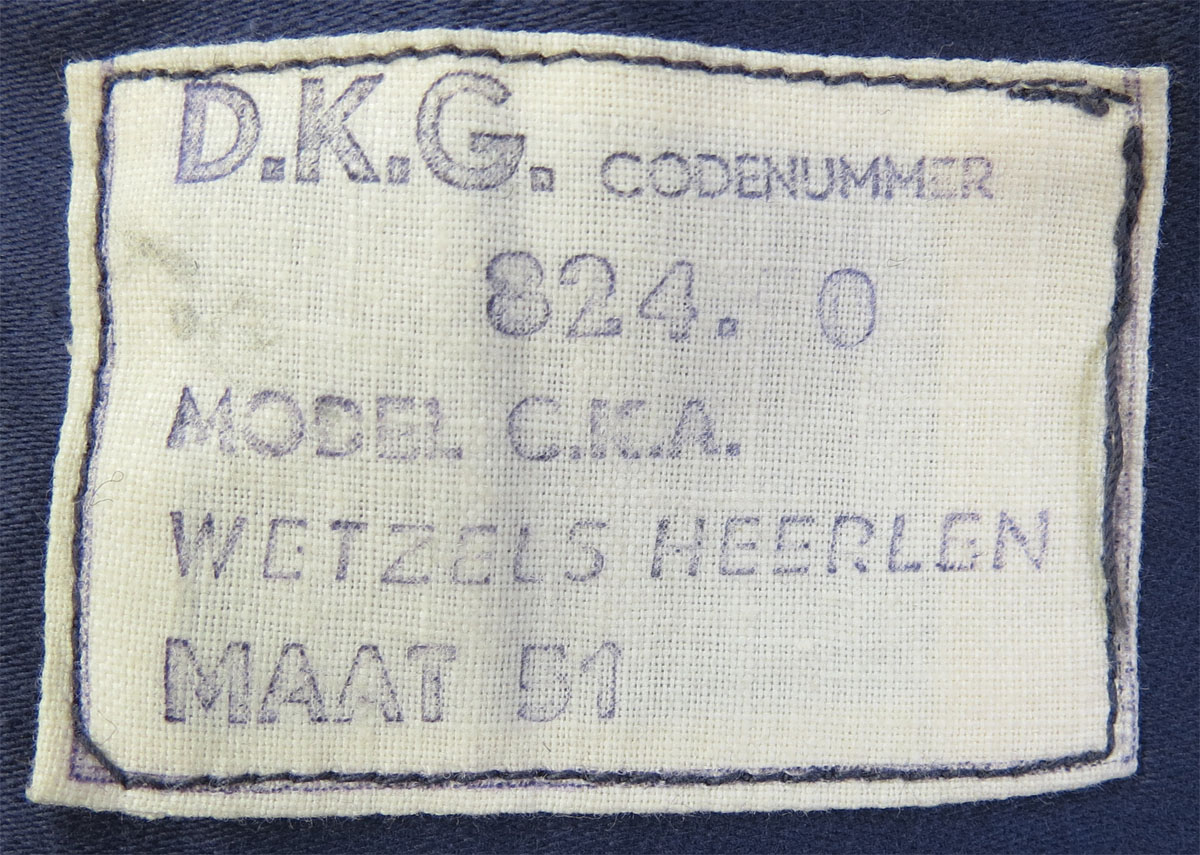 D.K.G. CODENUMMER
824. 0
MODEL C.K.A.
WETZELS HEERLEN
MAAT 51